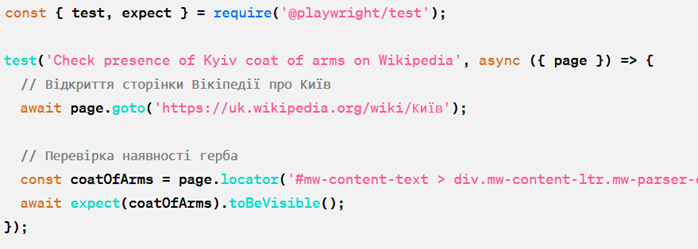 const { test, expect } = require('@playwright/test');
test('Check presence of Kyiv coat of arms on Wikipedia', async ({ page }) => {
// Відкриття сторінки Вікіпедії про Київ
await page.goto('https://uk.wikipedia.org/wiki/Київ');
// Перевірка наявності герба
const coatOfArms = page.locator('#mw-content-text > div.mw-content-ltr.mw-parser-
await expect(coatOfArms).toBeVisible();
});